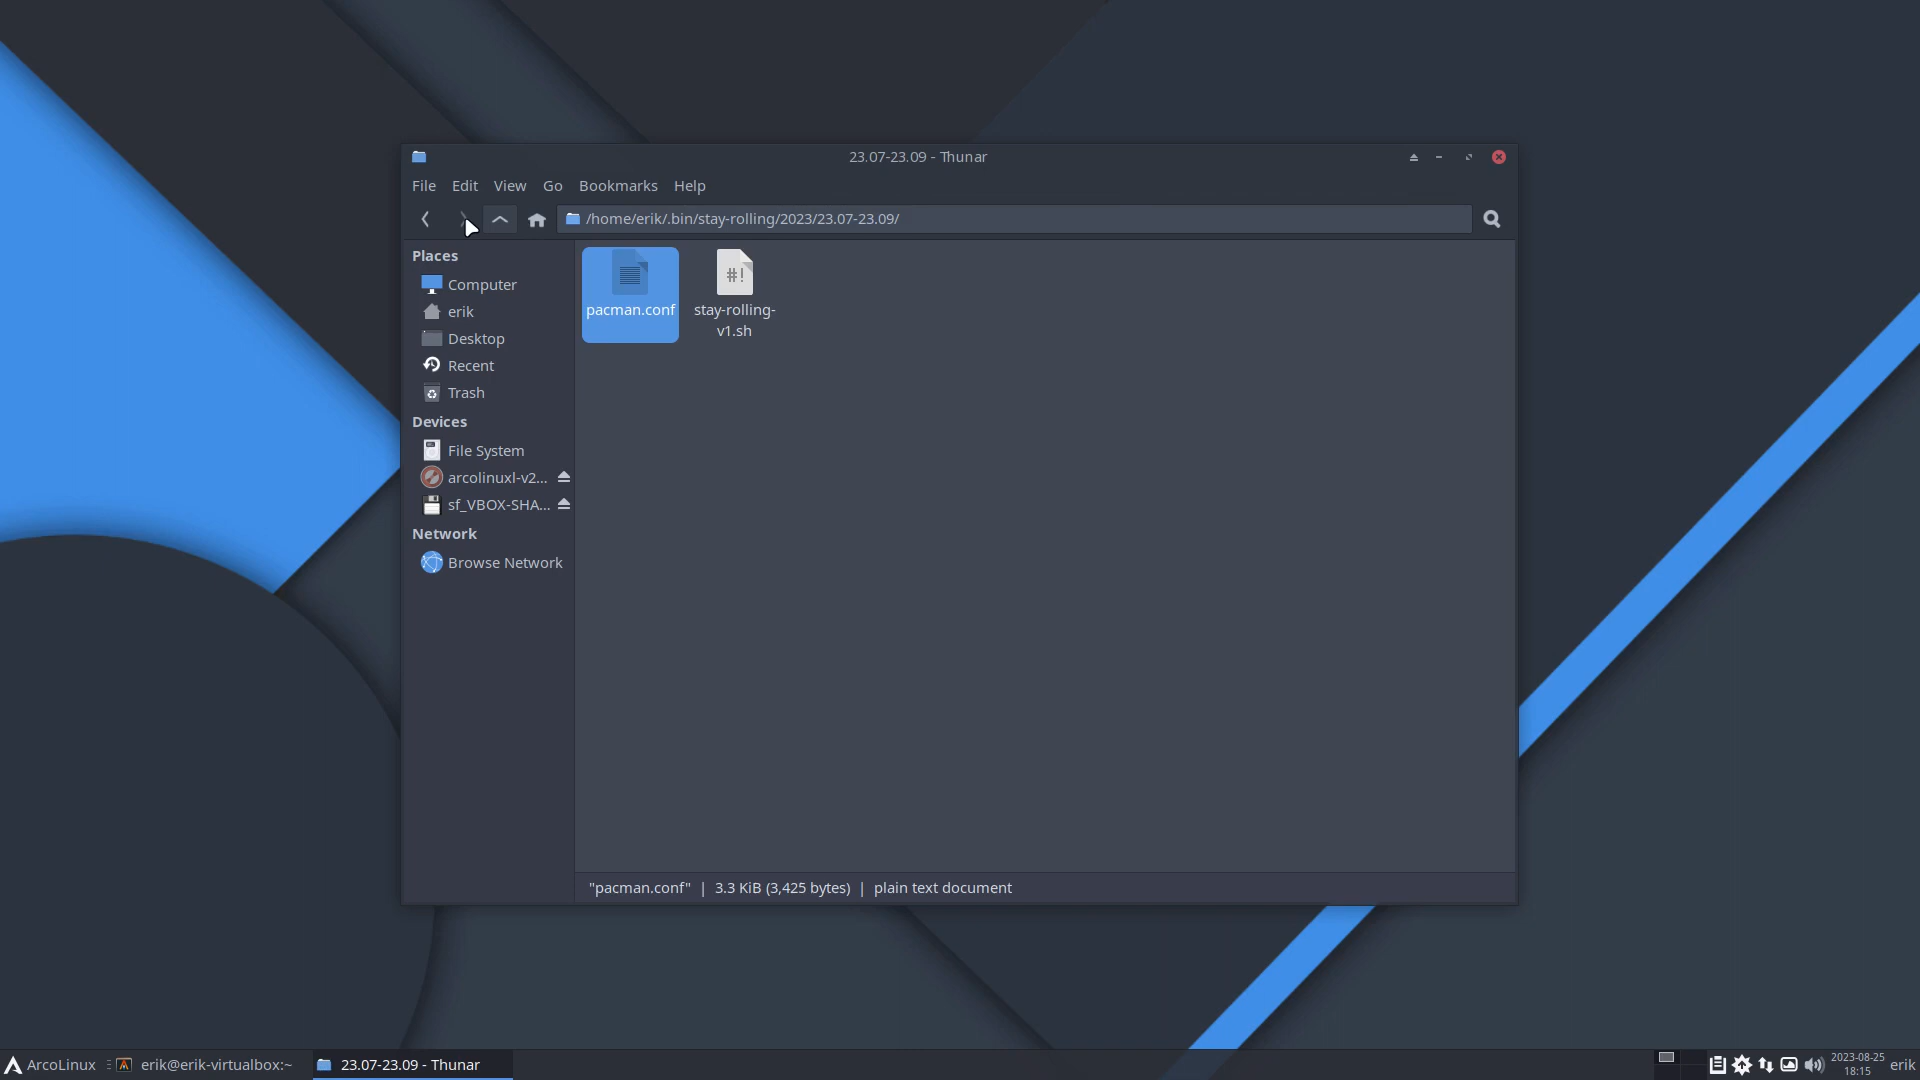 23.07-23.09 - Thunar
File Edit View Go Bookmarks Help
/home/erik/.bin/stay-rolling/2023/23.07-23.09/
Places
Computer
erik
Desktop
Recent
Trash
Devices
File System
arcolinuxl-v2...
sf_VBOX-SHA...
Network
Browse Network
pacman.conf
#!
stay-rolling-
v1.sh
"pacman.conf" | 3.3 KiB (3,425 bytes) | plain text document
ArcoLinux
erik@erik-virtualbox:~
23.07-23.09 - Thunar
2023-08-25
18:15
erik